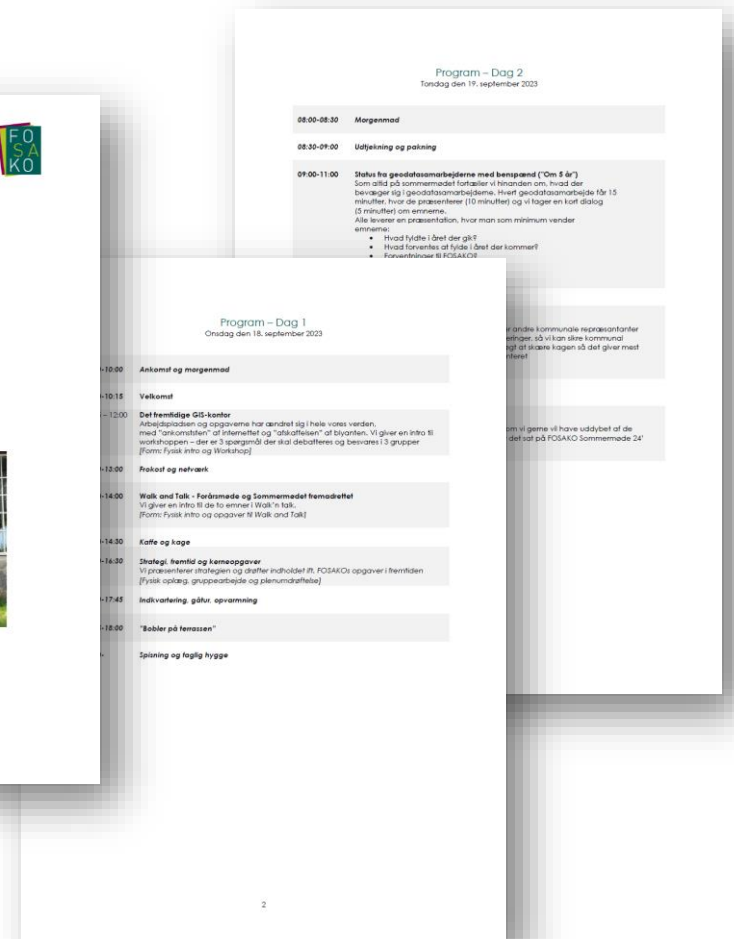 FO
SA
KO
Program – Dag 2
Torsdag den 19. september 2023
08:00-08:30 Morgenmad
08:30-09:00 Udtjekning og pakning
09:00-11:00 Status fra geodatasamarbejderne med benspænd ("Om 5 år")
Som altid på sommermødet fortæller vi hinanden om, hvad der
bevæger sig i geodatasamarbejderne. Hvert geodatasamarbejde får 15
minutter, hvor de præsenterer (10 minutter) og vi tager en kort dialog
(5 minutter) om emnerne.
Alle leverer en præsentation, hvor man som minimum vender
emnerne:
• Hvad fyldte i året der gik?
• Hvad forventes at fylde i året der kommer?
• Forventninger til FOSAKO?
andre kommunale repræsentanter
så vi kan sikre kommunal
at skære kagen så det giver mest
om vi gerne vil have uddybet af de
det sat på FOSAKO Sommermøde 24'
Program – Dag 1
Onsdag den 18. september 2023
-10:00 Ankomst og morgenmad
-10:15 Velkomst
– 12:00 Det fremtidige GIS-kontor
Arbejdspladsen og opgaverne har ændret sig i hele vores verden,
med "ankomststen" af internettet og "afskaffelsen" af blyanten. Vi giver en intro til
workshoppen – der er 3 spørgsmål der skal debatteres og besvares i 3 grupper
[Form: Fysisk intro og Workshop]
-13:00 Frokost og netværk
-14:00 Walk and Talk - Forårsmøde og Sommermødet fremadrettet
Vi giver en intro til de to emner i Walk'n talk.
[Form: Fysisk intro og opgaver til Walk and Talk]
-14:30 Kaffe og kage
-16:30 Strategi, fremtid og kerneopgaver
Vi præsenterer strategien og drøfter indholdet ift. FOSAKOs opgaver i fremtiden
[Fysisk oplæg, gruppearbejde og plenumdrøftelse]
-17:45 Indkvartering, gåtur, opvarmning
-18:00 "Bobler på terrassen"
- Spisning og faglig hygge
2